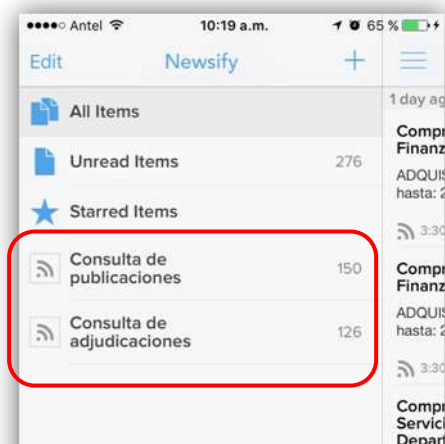 Antel 10:19 a.m. 65 %
Edit Newsify +
All Items
Unread Items 276
Starred Items
Consulta de
publicaciones 150
Consulta de
adjudicaciones 126
1 day ag
Compr
Finanz
ADQUIS
hasta: 2
3:30
Compr
Finanz
ADQUIS
hasta: 2
3:30
Compr
Servici
Depart